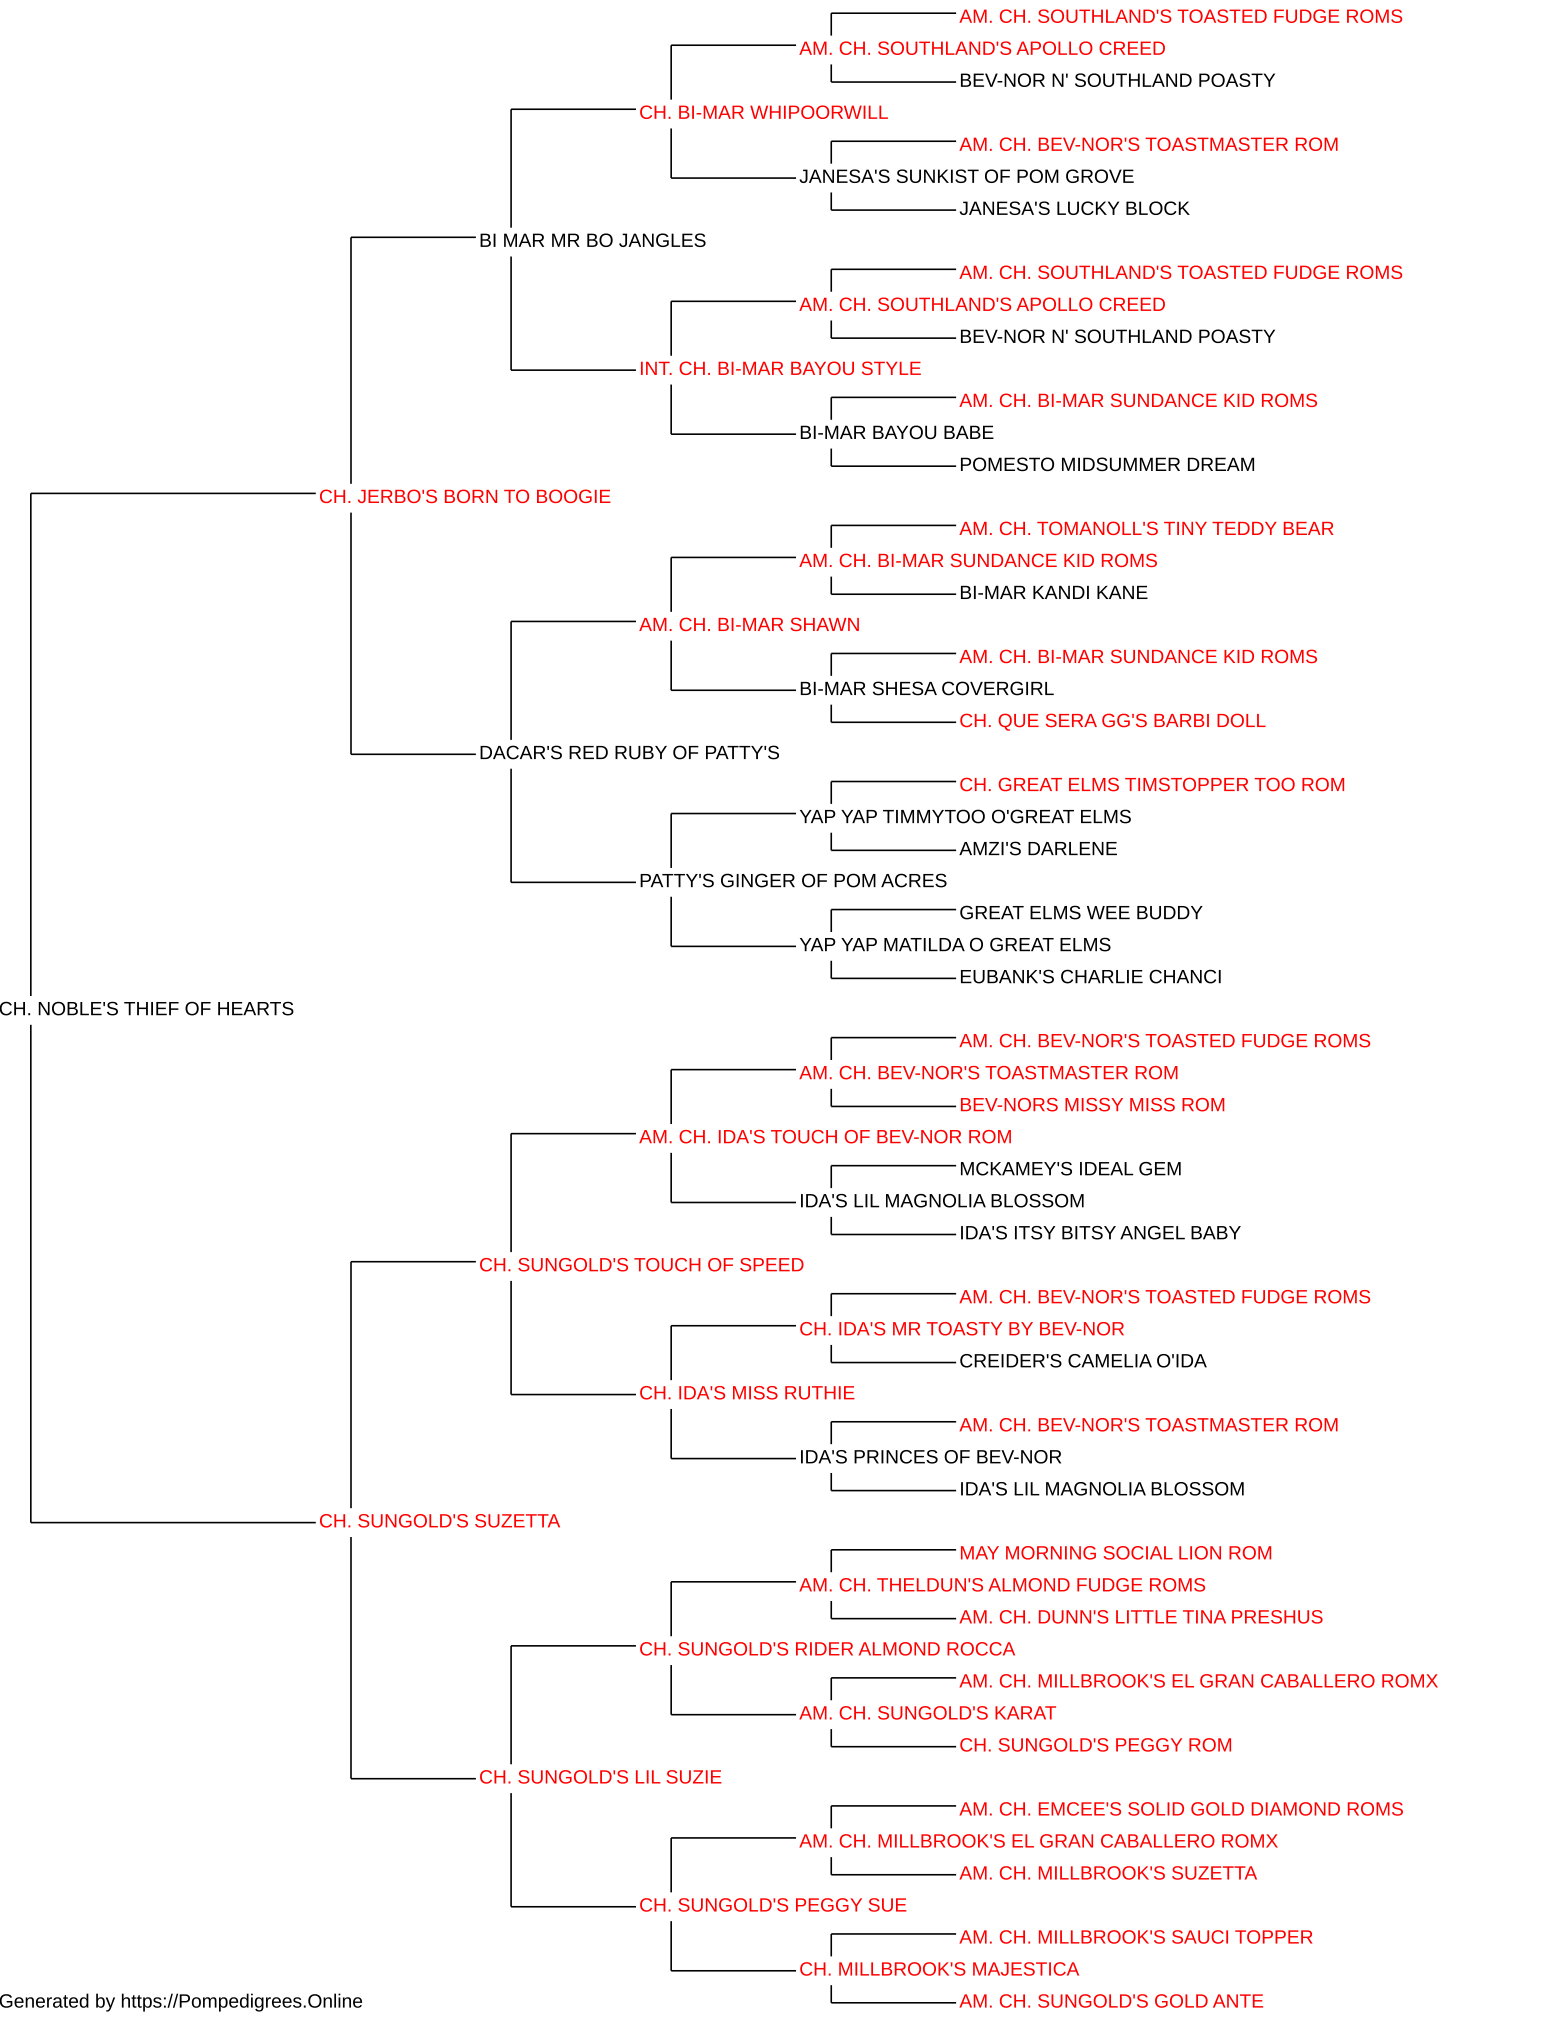 AM. CH. SOUTHLAND'S TOASTED FUDGE ROMS
AM. CH. SOUTHLAND'S APOLLO CREED
BEV-NOR N' SOUTHLAND POASTY
CH. BI-MAR WHIPOORWILL
AM. CH. BEV-NOR'S TOASTMASTER ROM
JANESA'S SUNKIST OF POM GROVE
JANESA'S LUCKY BLOCK
BI MAR MR BO JANGLES
AM. CH. SOUTHLAND'S TOASTED FUDGE ROMS
AM. CH. SOUTHLAND'S APOLLO CREED
BEV-NOR N' SOUTHLAND POASTY
INT. CH. BI-MAR BAYOU STYLE
AM. CH. BI-MAR SUNDANCE KID ROMS
BI-MAR BAYOU BABE
POMESTO MIDSUMMER DREAM
CH. JERBO'S BORN TO BOOGIE
AM. CH. TOMANOLL'S TINY TEDDY BEAR
AM. CH. BI-MAR SUNDANCE KID ROMS
BI-MAR KANDI KANE
AM. CH. BI-MAR SHAWN
AM. CH. BI-MAR SUNDANCE KID ROMS
BI-MAR SHESA COVERGIRL
CH. QUE SERA GG'S BARBI DOLL
DACAR'S RED RUBY OF PATTY'S
CH. GREAT ELMS TIMSTOPPER TOO ROM
YAP YAP TIMMYTOO O'GREAT ELMS
AMZI'S DARLENE
PATTY'S GINGER OF POM ACRES
GREAT ELMS WEE BUDDY
YAP YAP MATILDA O GREAT ELMS
EUBANK'S CHARLIE CHANCI
CH. NOBLE'S THIEF OF HEARTS
AM. CH. BEV-NOR'S TOASTED FUDGE ROMS
AM. CH. BEV-NOR'S TOASTMASTER ROM
BEV-NORS MISSY MISS ROM
AM. CH. IDA'S TOUCH OF BEV-NOR ROM
MCKAMEY'S IDEAL GEM
IDA'S LIL MAGNOLIA BLOSSOM
IDA'S ITSY BITSY ANGEL BABY
CH. SUNGOLD'S TOUCH OF SPEED
AM. CH. BEV-NOR'S TOASTED FUDGE ROMS
CH. IDA'S MR TOASTY BY BEV-NOR
CREIDER'S CAMELIA O'IDA
CH. IDA'S MISS RUTHIE
AM. CH. BEV-NOR'S TOASTMASTER ROM
IDA'S PRINCES OF BEV-NOR
IDA'S LIL MAGNOLIA BLOSSOM
CH. SUNGOLD'S SUZETTA
MAY MORNING SOCIAL LION ROM
AM. CH. THELDUN'S ALMOND FUDGE ROMS
AM. CH. DUNN'S LITTLE TINA PRESHUS
CH. SUNGOLD'S RIDER ALMOND ROCCA
AM. CH. MILLBROOK'S EL GRAN CABALLERO ROMX
AM. CH. SUNGOLD'S KARAT
CH. SUNGOLD'S PEGGY ROM
CH. SUNGOLD'S LIL SUZIE
AM. CH. EMCEE'S SOLID GOLD DIAMOND ROMS
AM. CH. MILLBROOK'S EL GRAN CABALLERO ROMX
AM. CH. MILLBROOK'S SUZETTA
CH. SUNGOLD'S PEGGY SUE
AM. CH. MILLBROOK'S SAUCI TOPPER
CH. MILLBROOK'S MAJESTICA
AM. CH. SUNGOLD'S GOLD ANTE
Generated by https://Pompedigrees.Online